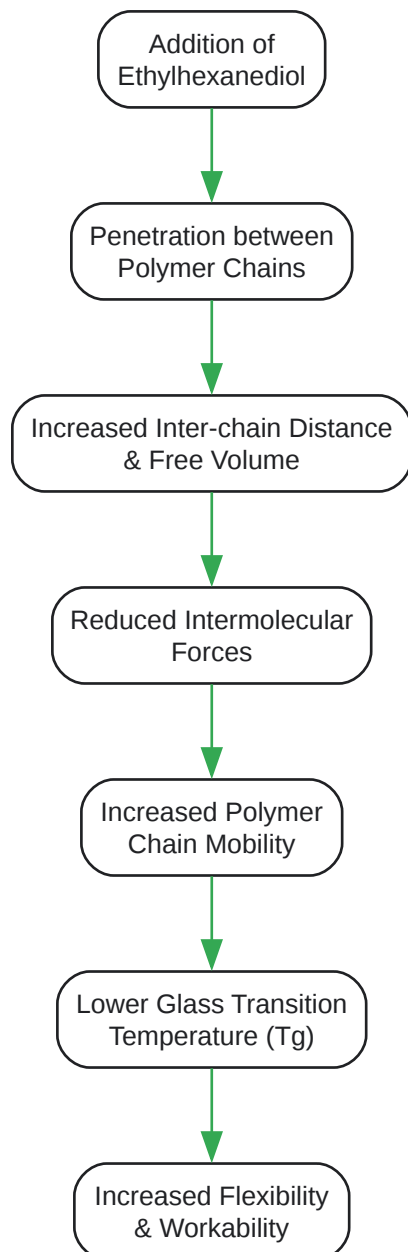 Addition of
Ethylhexanediol
Penetration between
Polymer Chains
Increased Inter-chain Distance
& Free Volume
Reduced Intermolecular
Forces
Increased Polymer
Chain Mobility
Lower Glass Transition
Temperature (Tg)
Increased Flexibility
& Workability